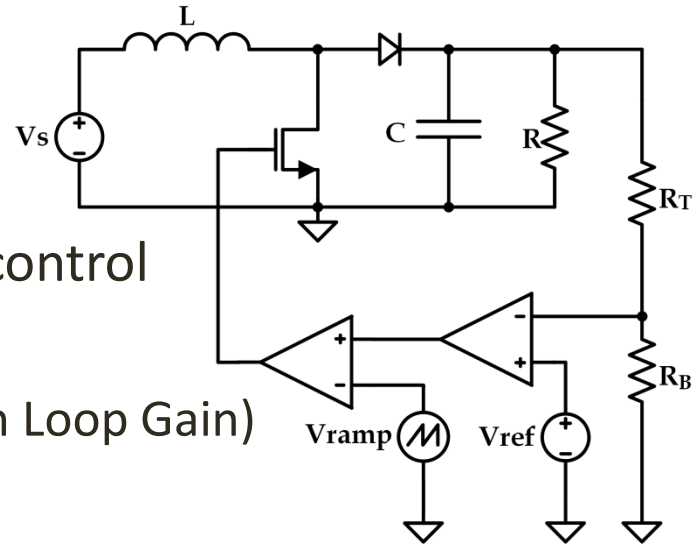 L
Vs
C
R
RT
control
n Loop Gain)
Vramp
Vref
RB
+
-
+
-
-
+
+
-